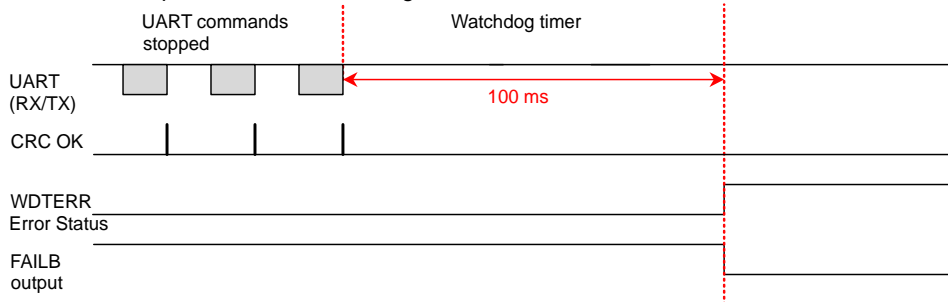 UART commands
stopped
Watchdog timer
UART
(RX/TX)
100 ms
CRC OK
WDTERR
Error Status
FAILB
output